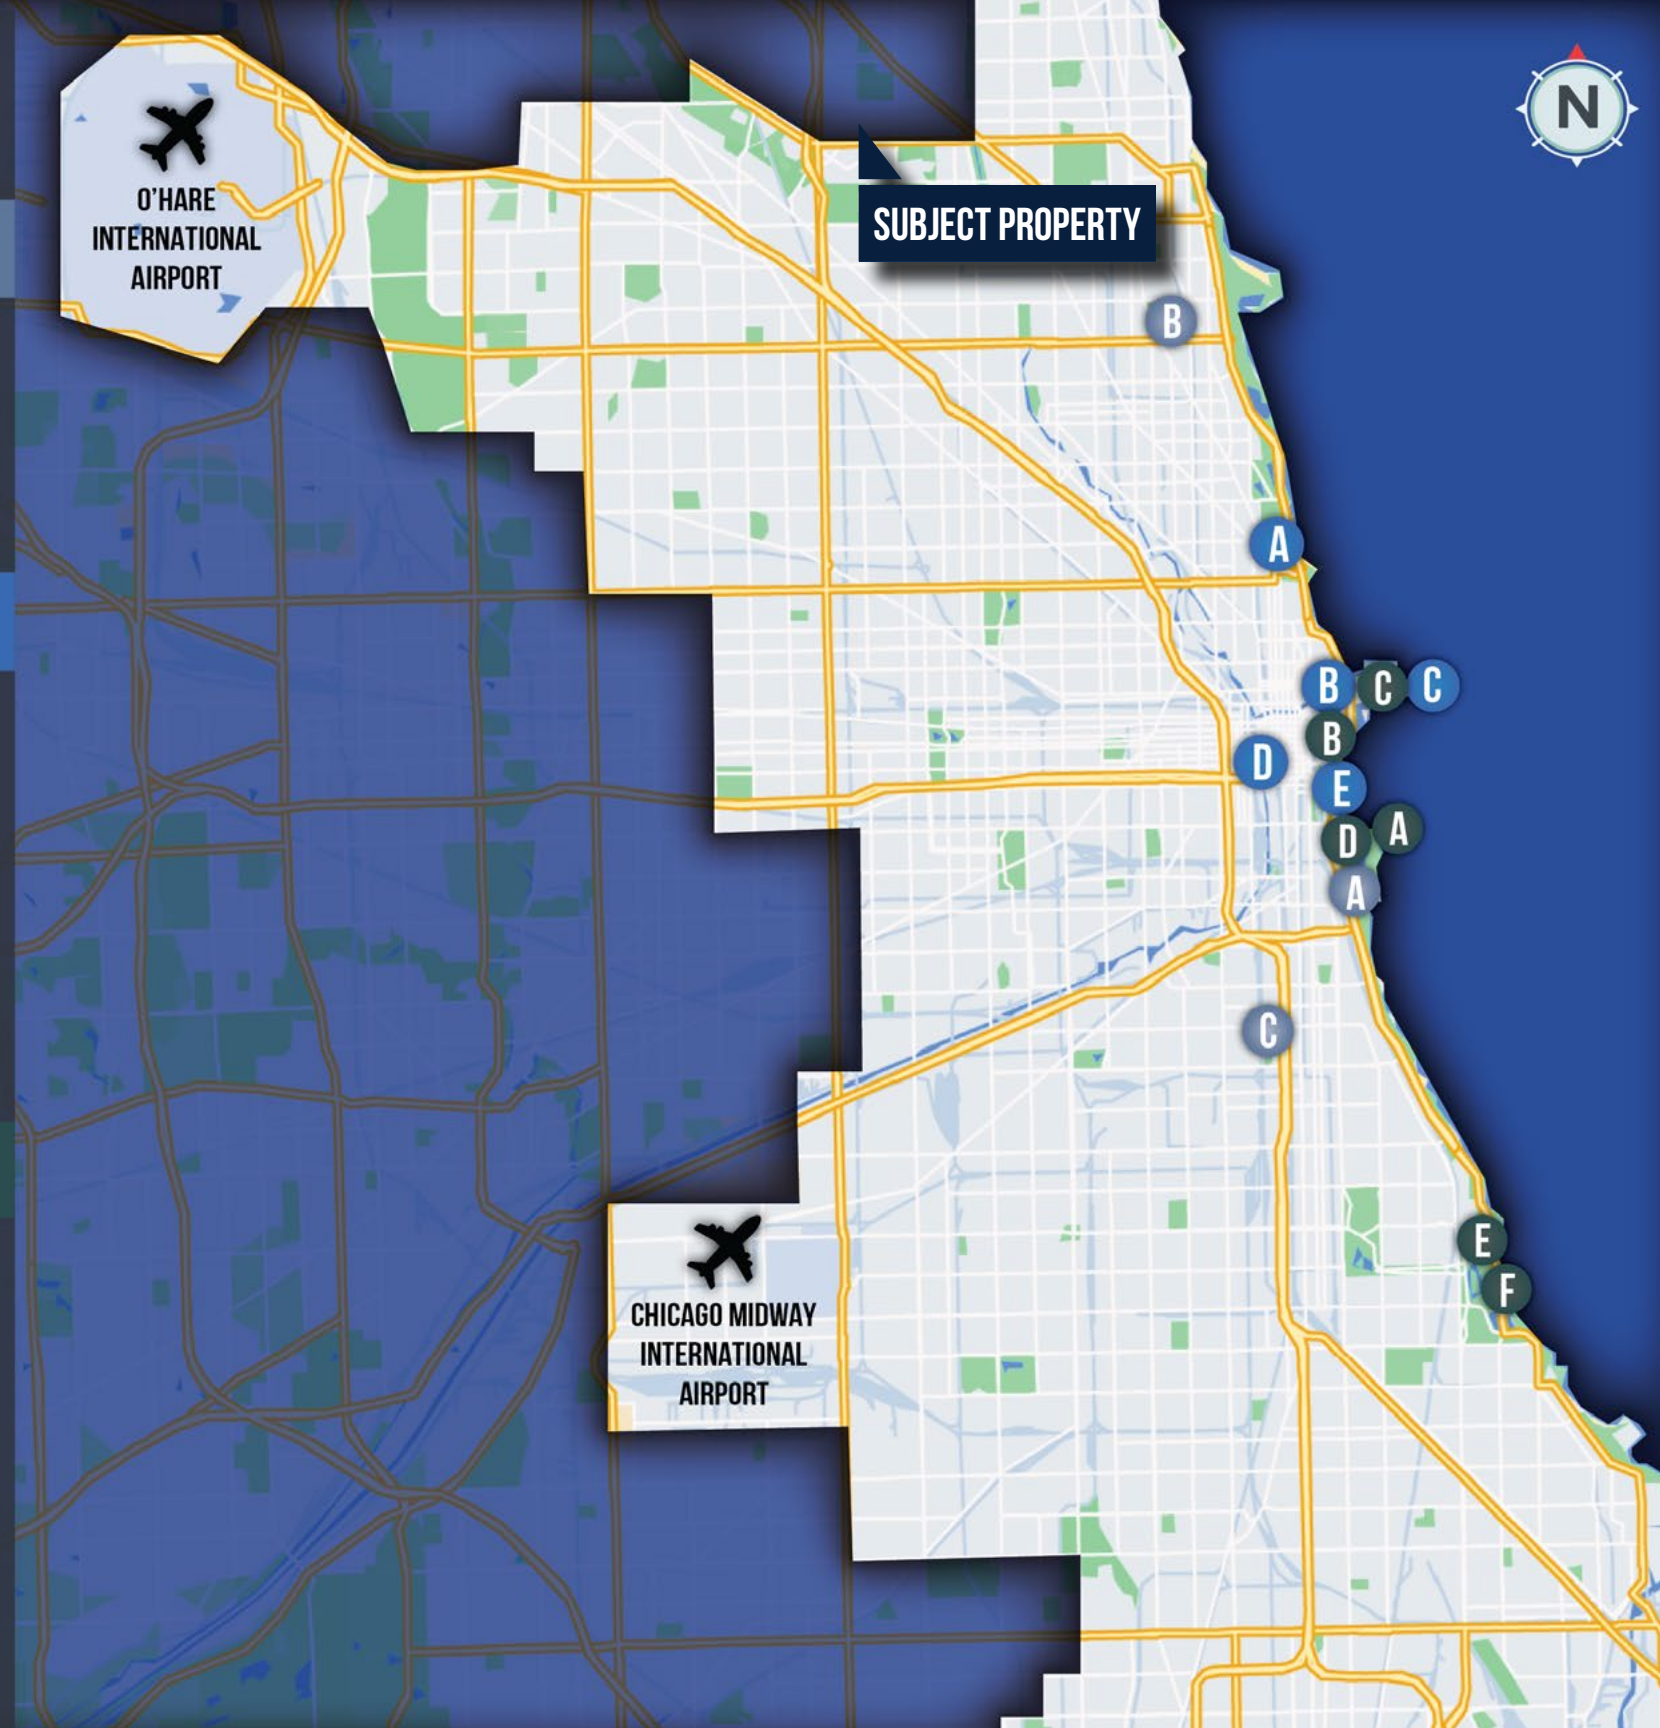 N
O'HARE
INTERNATIONAL
AIRPORT
SUBJECT PROPERTY
B
A
B
C
C
B
D
E
D
A
A
C
E
F
CHICAGO MIDWAY
INTERNATIONAL
AIRPORT